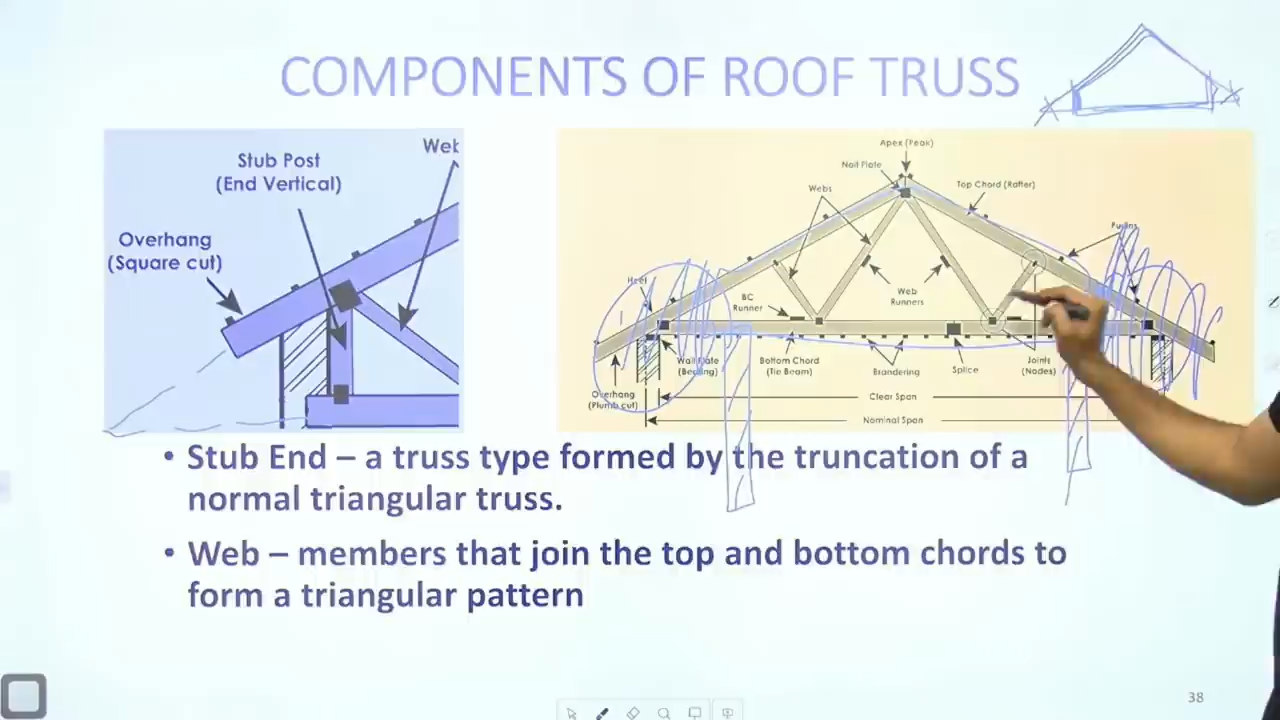 COMPONENTS OF ROOF TRUSS
Web
Stub Post
(End Vertical)
Overhang
(Square cut)
Apex (Peak)
Nail Plate
Top Chord (Rafter)
Webs
Purlins
Heel
BC
Runner
Web
Runners
Wall Plate
(Bedding)
Bottom Chord
(Tie Beam)
Brandering
Splice
Joints
(Nodes)
Overhang
(Plumb cut)
Clear Span
Nominal Span
• Stub End – a truss type formed by the truncation of a
normal triangular truss.
• Web – members that join the top and bottom chords to
form a triangular pattern
38